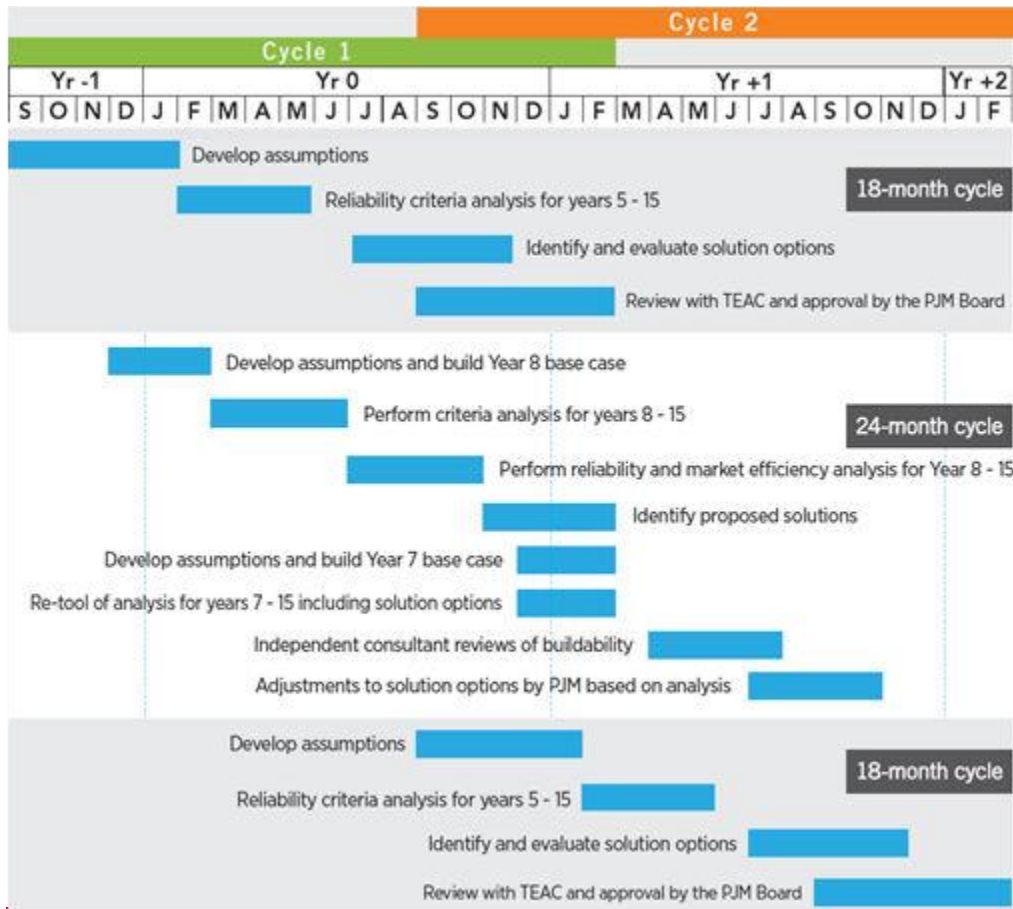 Cycle 2
Cycle 1
Yr -1 Yr 0 Yr +1 Yr +2
S O N D J F M A M J J A S O N D J F M A M J J A S O N D J F
Develop assumptions
18-month cycle
Reliability criteria analysis for years 5 - 15
Identify and evaluate solution options
Review with TEAC and approval by the PJM Board
Develop assumptions and build Year 8 base case
Perform criteria analysis for years 8 - 15
24-month cycle
Perform reliability and market efficiency analysis for Year 8 - 15
Identify proposed solutions
Develop assumptions and build Year 7 base case
Re-tool of analysis for years 7 - 15 including solution options
Independent consultant reviews of buildability
Adjustments to solution options by PJM based on analysis
Develop assumptions
18-month cycle
Reliability criteria analysis for years 5 - 15
Identify and evaluate solution options
Review with TEAC and approval by the PJM Board